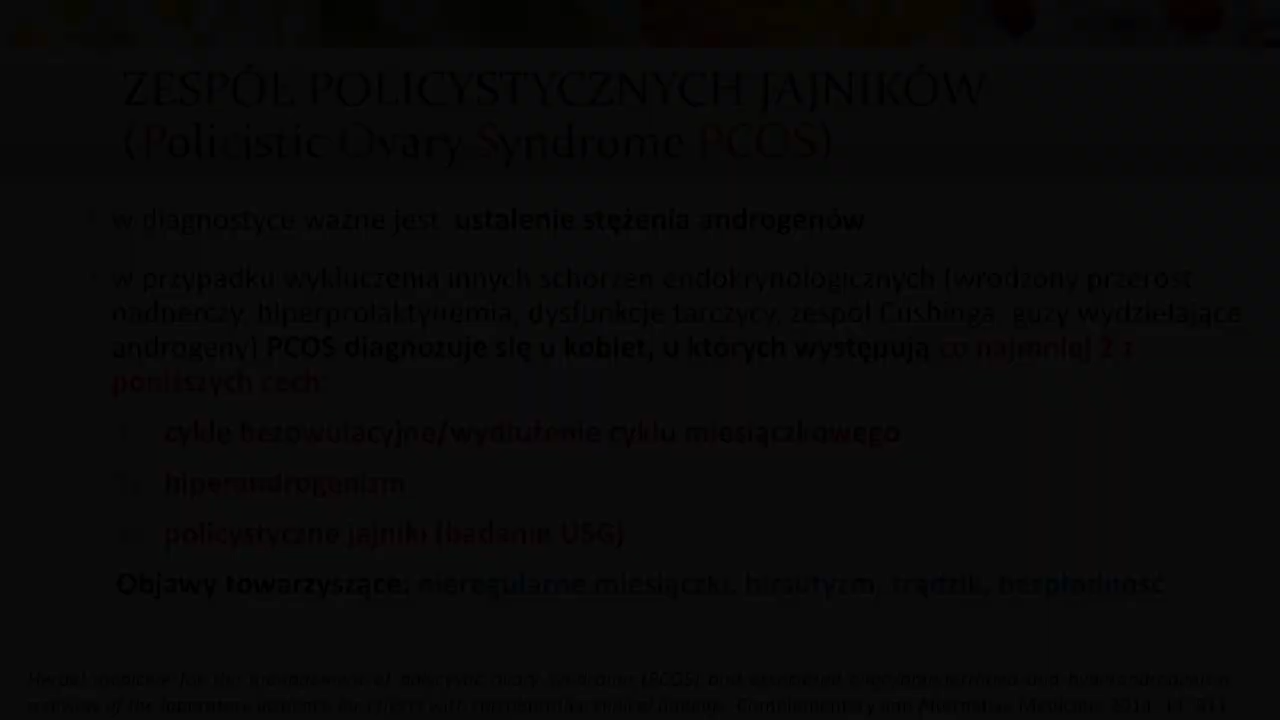 ZESPÓŁ POLICYSTYCZNYCH JAJNIKÓW
(Policistic Ovary Syndrome PCOS)
w diagnostyce ważne jest ustalenie stężenia androgenów
w przypadku wykluczenia innych schorzeń endokrynologicznych (wrodzony przerost
nadnerczy, hiperprolaktynemia, dysfunkcje tarczycy, zespół Cushinga, guzy wydzielające
androgeny) PCOS diagnozuje się u kobiet, u których występują co najmniej 2 z
poniższych cech:
cykle bezowulacyjne/wydłużenie cyklu miesiączkowego
hiperandrogenizm
policystyczne jajniki (badanie USG)
Objawy towarzyszące: nieregularne miesiączki, hirsutyzm, trądzik, bezpłodność